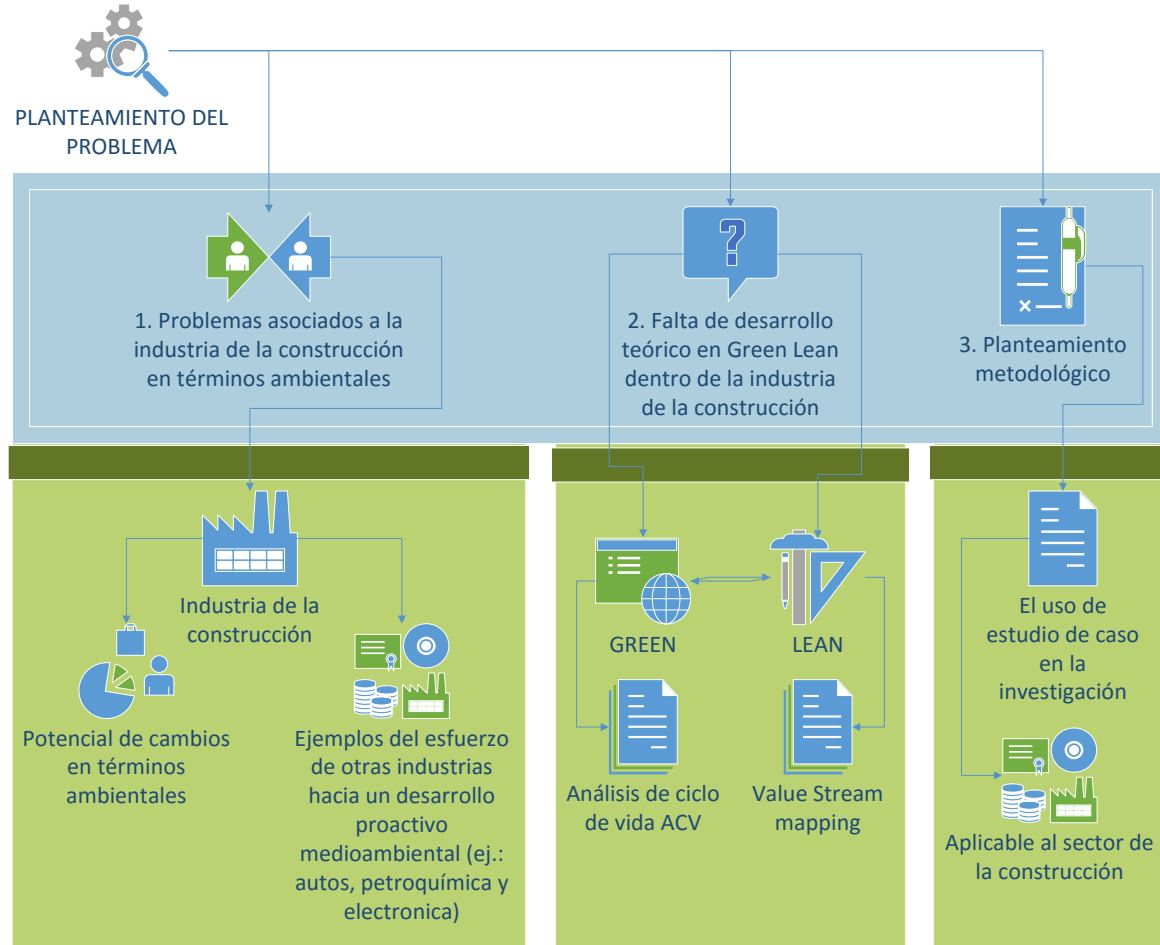 PLANTEAMIENTO DEL
PROBLEMA
1. Problemas asociados a la
industria de la construcción
en términos ambientales
?
2. Falta de desarrollo
teórico en Green Lean
dentro de la industria
de la construcción
3. Planteamiento
metodológico
Industria de la
construcción
Potencial de cambios
en términos
ambientales
Ejemplos del esfuerzo
de otras industrias
hacia un desarrollo
proactivo
medioambiental (ej.:
autos, petroquímica y
electronica)
GREEN
LEAN
Análisis de ciclo
de vida ACV
Value Stream
mapping
El uso de
estudio de caso
en la
investigación
Aplicable al sector de
la construcción